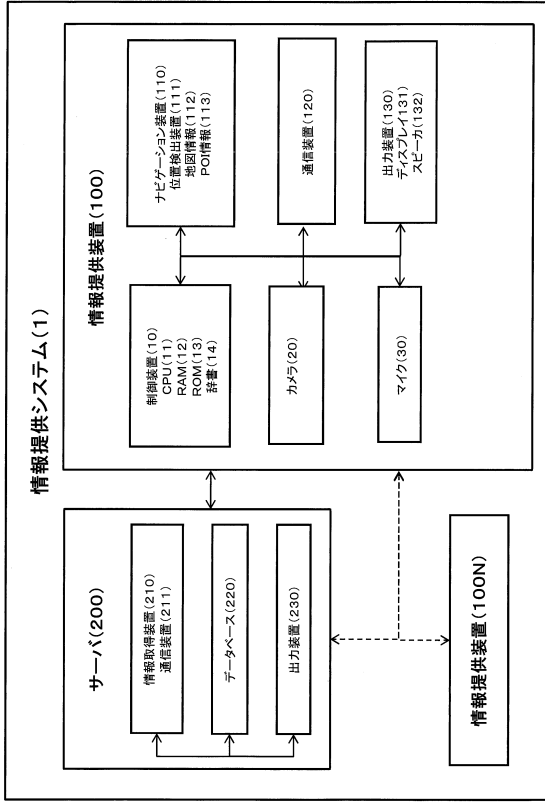 情報提供システム(1)
サーバ(200)
情報取得装置(210)
通信装置(211)
データベース(220)
出力装置(230)
情報提供装置(100N)
情報提供装置(100)
制御装置(10)
CPU(11)
RAM(12)
ROM(13)
辞書(14)
カメラ(20)
マイク(30)
ナビゲーション装置(110)
位置検出装置(111)
地図情報(112)
POI情報(113)
通信装置(120)
出力装置(130)
ディスプレイ131)
スピーカ(132)